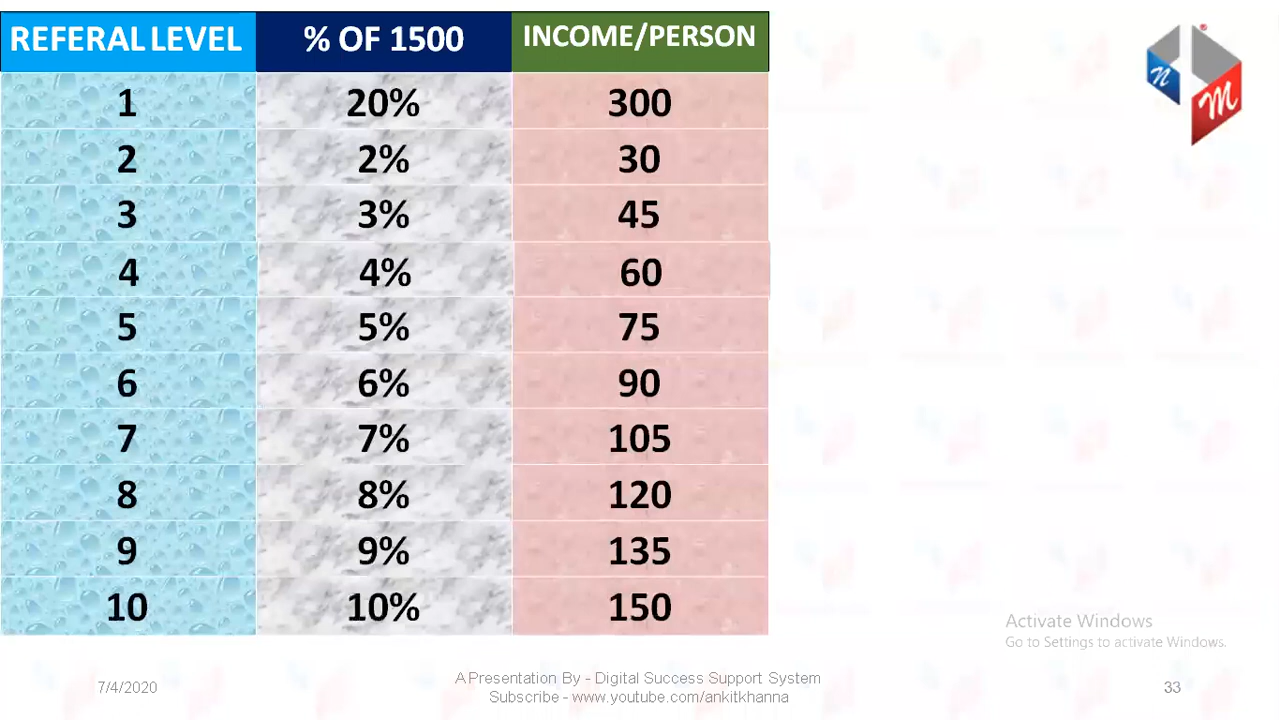 REFERAL LEVEL % OF 1500 INCOME/PERSON
1 20% 300
2 2% 30
3 3% 45
4 4% 60
5 5% 75
6 6% 90
7 7% 105
8 8% 120
9 9% 135
10 10% 150
n M ®
Activate Windows
Go to Settings to activate Windows.
7/4/2020
A Presentation By - Digital Success Support System
Subscribe - www.youtube.com/ankitkhanna
33